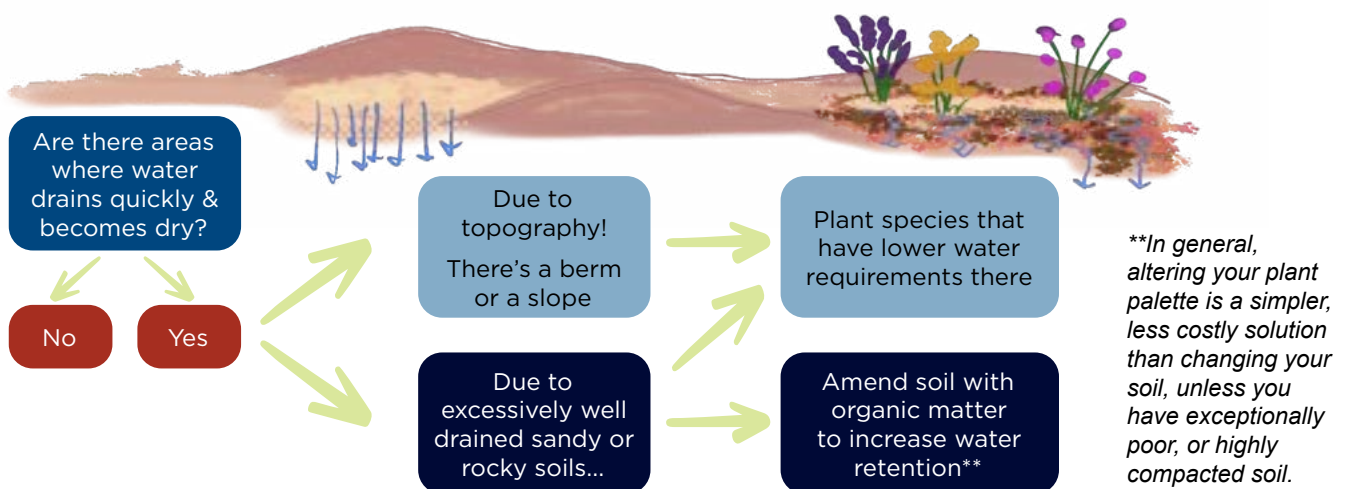 Are there areas
where water
drains quickly &
becomes dry?
No
Yes
Due to
topography!
There's a berm
or a slope
Plant species that
have lower water
requirements there
Due to
excessively well
drained sandy or
rocky soils...
Amend soil with
organic matter
to increase water
retention**
**In general,
altering your plant
palette is a simpler,
less costly solution
than changing your
soil, unless you
have exceptionally
poor, or highly
compacted soil.